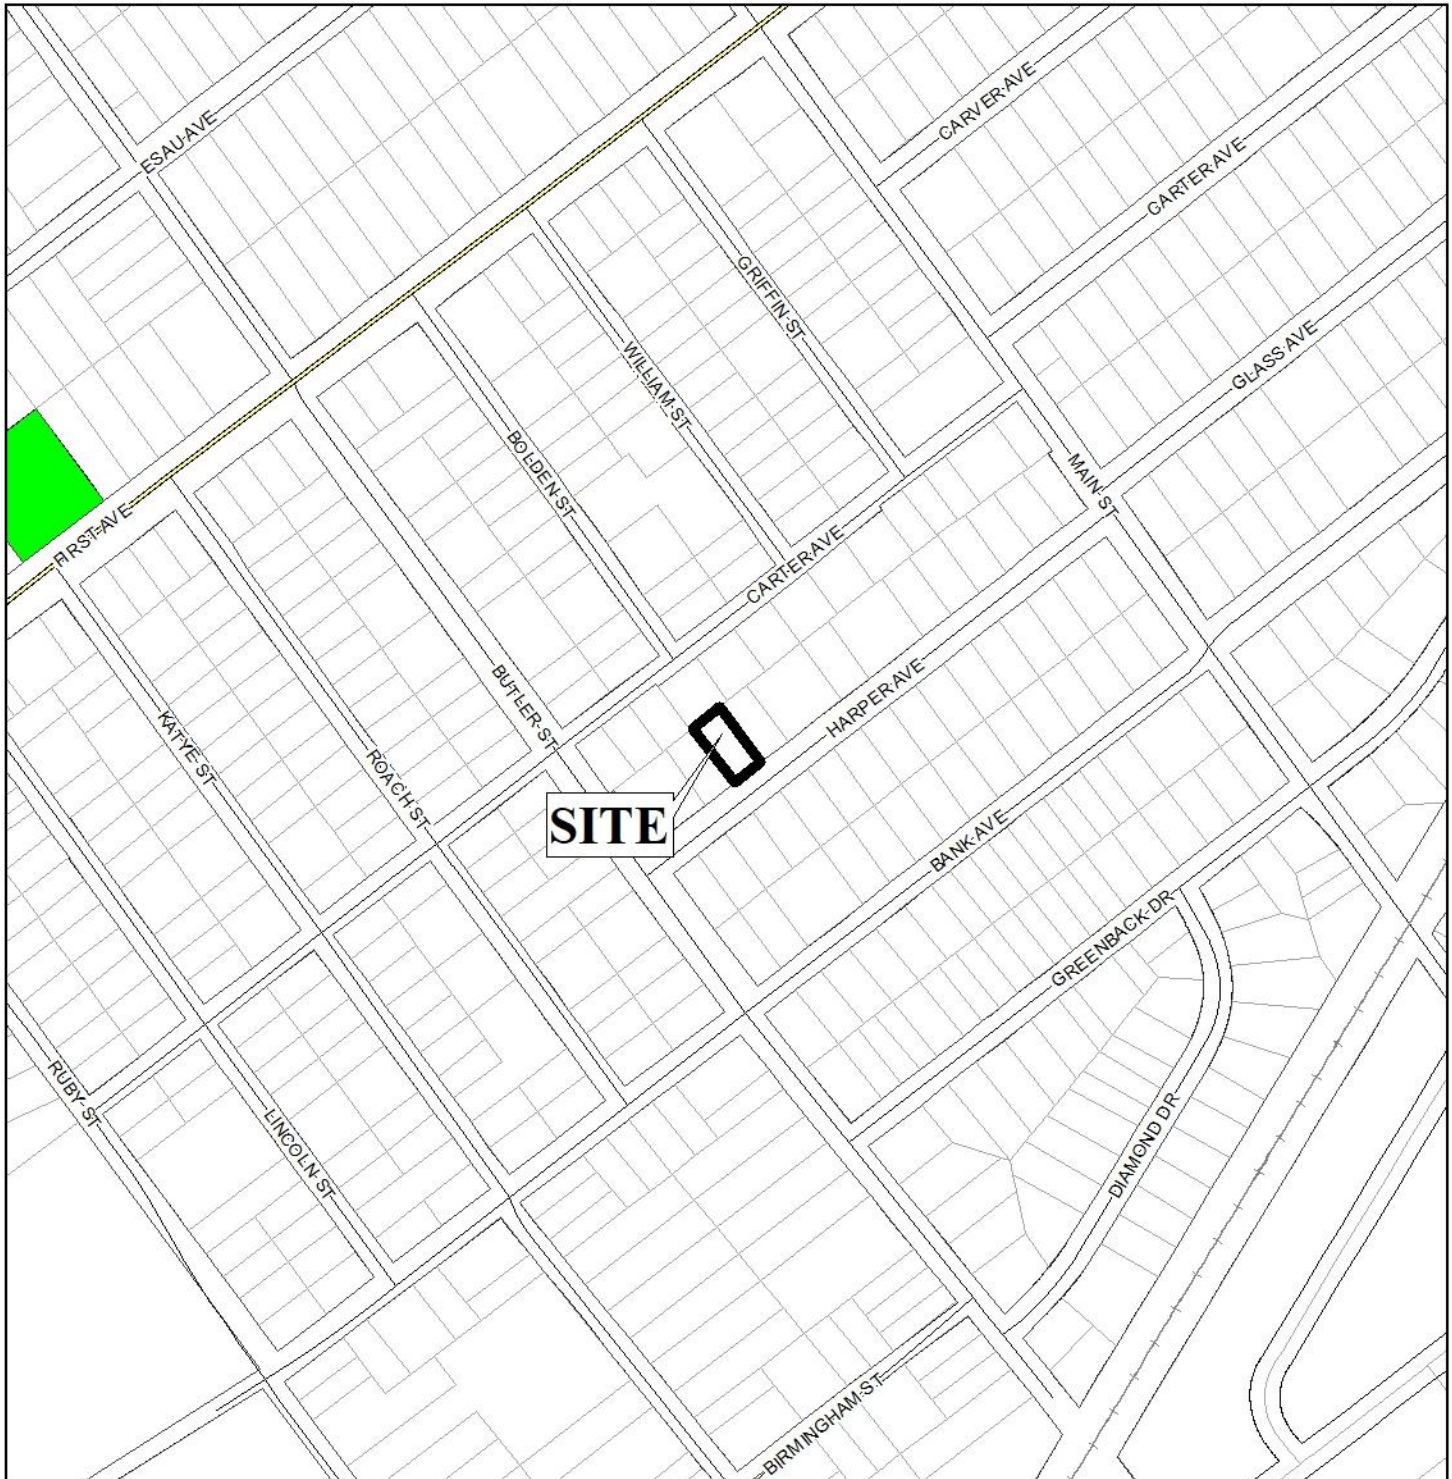 CARVER AVE
ESAU AVE
CARTER AVE
GRIFFIN ST
GLASS AVE
WILLIAM ST
BOLDEN ST
MAIN ST
FIRST AVE
CARTER AVE
HARPER AVE
BUTLER ST
KATYE ST
ROACH ST
SITE
BANK AVE
GREENBACK DR
RUBY ST
DIAMOND DR
LINCOLN ST
BIRMINGHAM ST